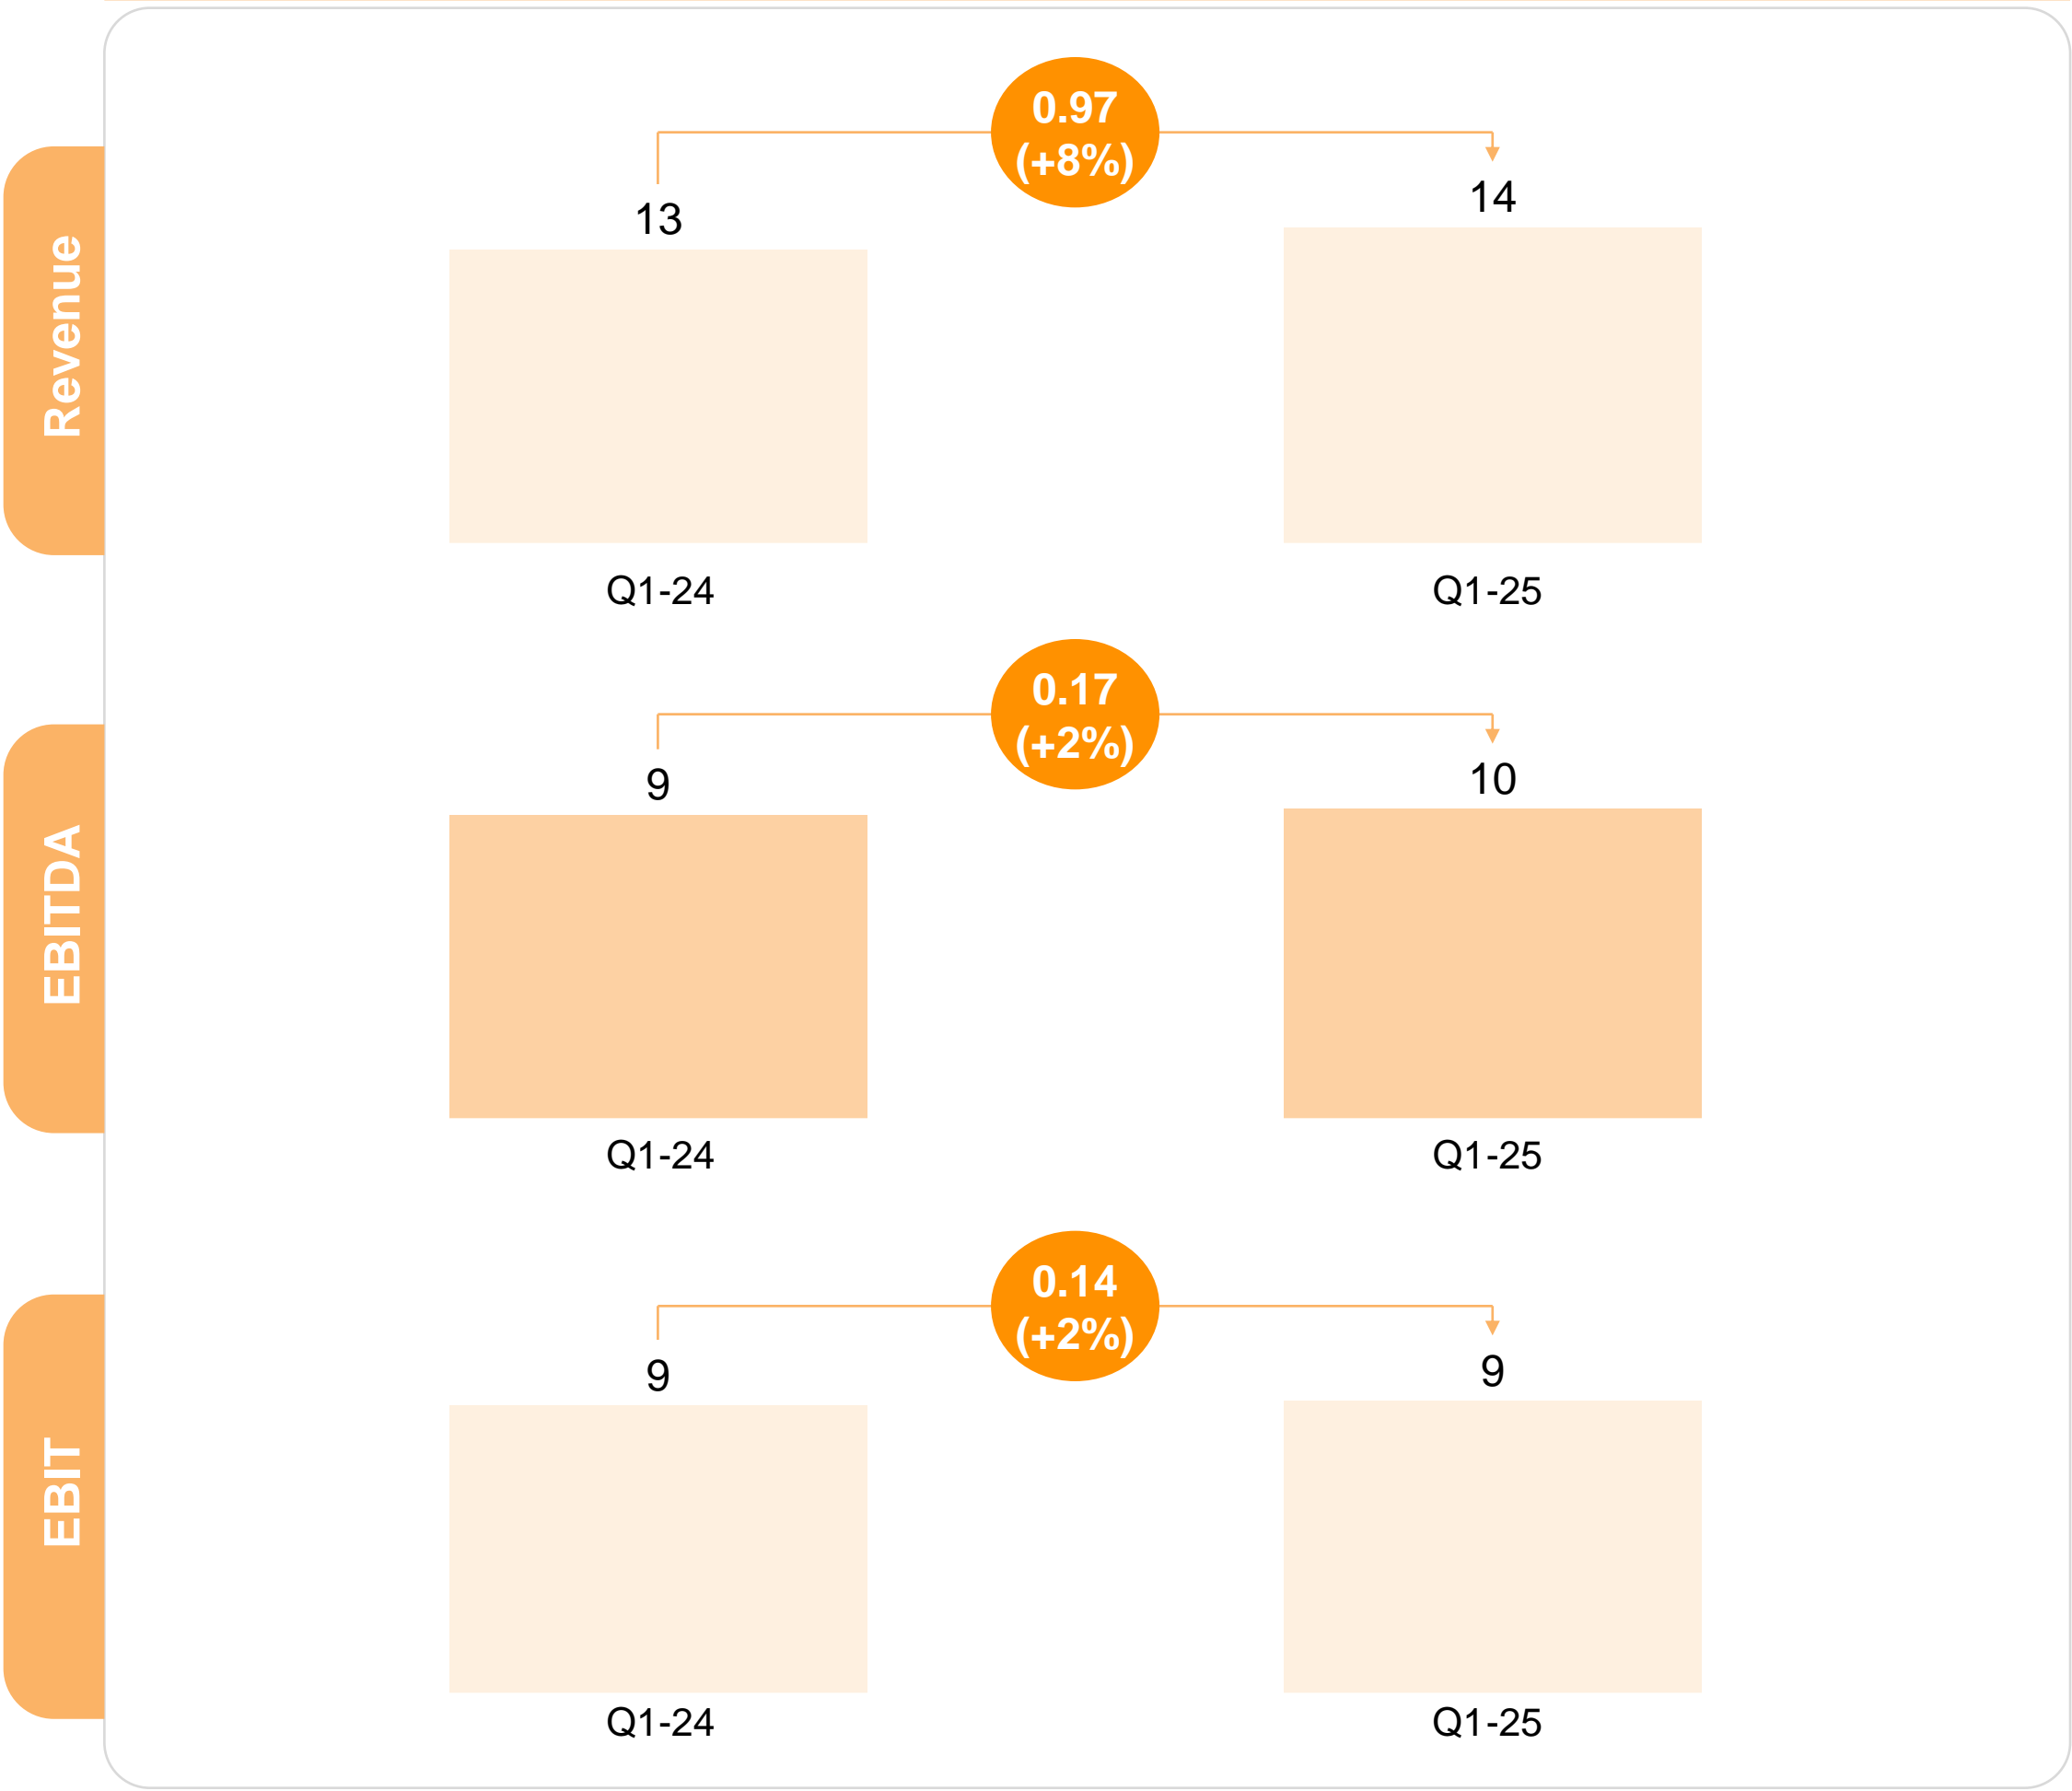 Revenue
0.97
(+8%)
13
14
Q1-24
Q1-25
EBITDA
0.17
(+2%)
9
10
Q1-24
Q1-25
EBIT
0.14
(+2%)
9
9
Q1-24
Q1-25